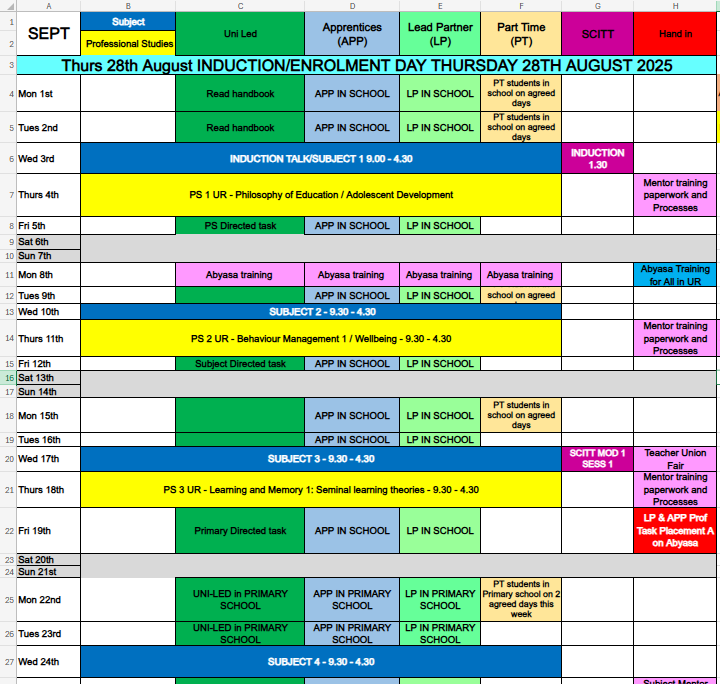 A B C D E F G H
1 SEPT Subject Uni Led Apprentices (APP) Lead Partner (LP) Part Time (PT) SCITT Hand in
2 Professional Studies
3 Thurs 28th August INDUCTION/ENROLMENT DAY THURSDAY 28TH AUGUST 2025
4 Mon 1st Read handbook APP IN SCHOOL LP IN SCHOOL PT students in school on agreed days
5 Tues 2nd Read handbook APP IN SCHOOL LP IN SCHOOL PT students in school on agreed days
6 Wed 3rd INDUCTION TALK/SUBJECT 1 9.00 - 4.30 INDUCTION 1.30
7 Thurs 4th PS 1 UR - Philosophy of Education / Adolescent Development Mentor training paperwork and Processes
8 Fri 5th PS Directed task APP IN SCHOOL LP IN SCHOOL
9 Sat 6th
10 Sun 7th
11 Mon 8th Abyasa training Abyasa training Abyasa training Abyasa training Abyasa Training for All in UR
12 Tues 9th APP IN SCHOOL LP IN SCHOOL school on agreed
13 Wed 10th SUBJECT 2 - 9.30 - 4.30
14 Thurs 11th PS 2 UR - Behaviour Management 1 / Wellbeing - 9.30 - 4.30 Mentor training paperwork and Processes
15 Fri 12th Subject Directed task APP IN SCHOOL LP IN SCHOOL
16 Sat 13th
17 Sun 14th
18 Mon 15th APP IN SCHOOL LP IN SCHOOL PT students in school on agreed days
19 Tues 16th APP IN SCHOOL LP IN SCHOOL
20 Wed 17th SUBJECT 3 - 9.30 - 4.30 SCITT MOD 1 SESS 1 Teacher Union Fair
21 Thurs 18th PS 3 UR - Learning and Memory 1: Seminal learning theories - 9.30 - 4.30 Mentor training paperwork and Processes
22 Fri 19th Primary Directed task APP IN SCHOOL LP IN SCHOOL LP & APP Prof Task Placement A on Abyasa
23 Sat 20th
24 Sun 21st
25 Mon 22nd UNI-LED in PRIMARY SCHOOL APP IN PRIMARY SCHOOL LP IN PRIMARY SCHOOL PT students in Primary school on 2 agreed days this week
26 Tues 23rd UNI-LED in PRIMARY SCHOOL APP IN PRIMARY SCHOOL LP IN PRIMARY SCHOOL
27 Wed 24th SUBJECT 4 - 9.30 - 4.30
Subject Mentor